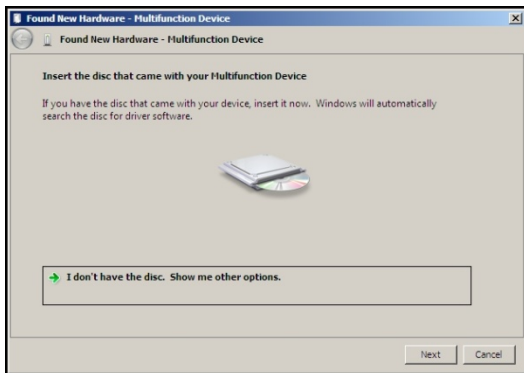 Found New Hardware - Multifunction Device
Found New Hardware - Multifunction Device
Insert the disc that came with your Multifunction Device
If you have the disc that came with your device, insert it now. Windows will automatically
search the disc for driver software.
I don't have the disc. Show me other options.
Next Cancel